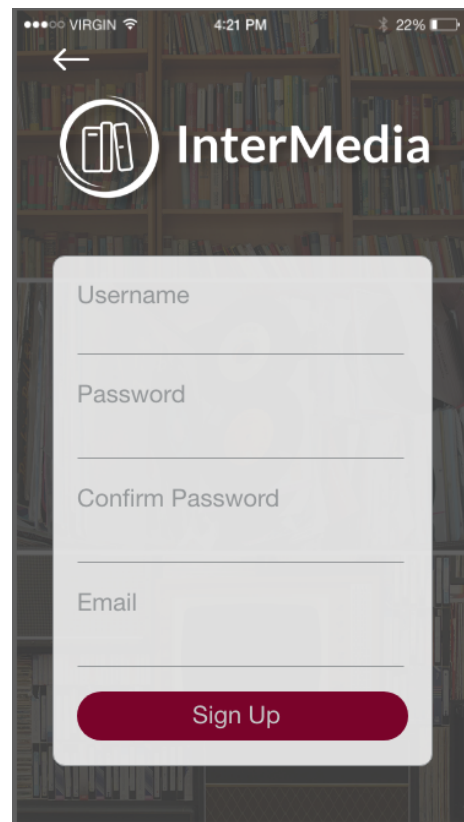 VIRGIN 4:21 PM 22%
InterMedia
Username
Password
Confirm Password
Email
Sign Up